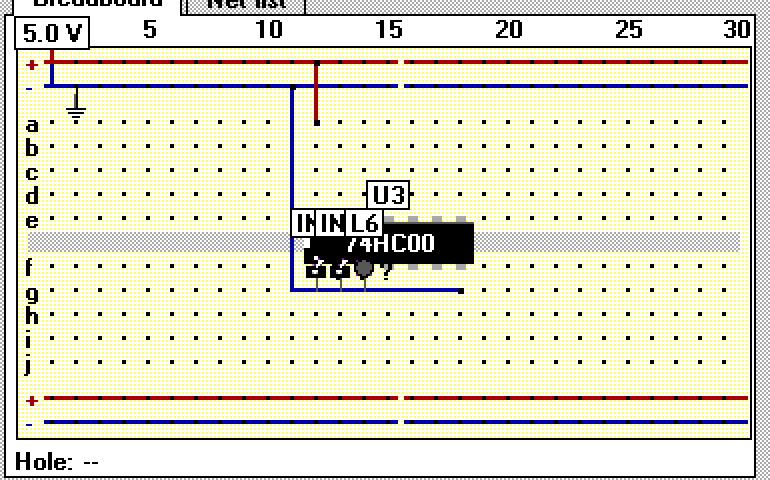 Breadboard Net list
5.0 V 5 10 15 20 25 30
+
-
a
b
c
d U3
e
IN IN L6
74HC00
f ?
g
h
i
j
+
-
Hole: --